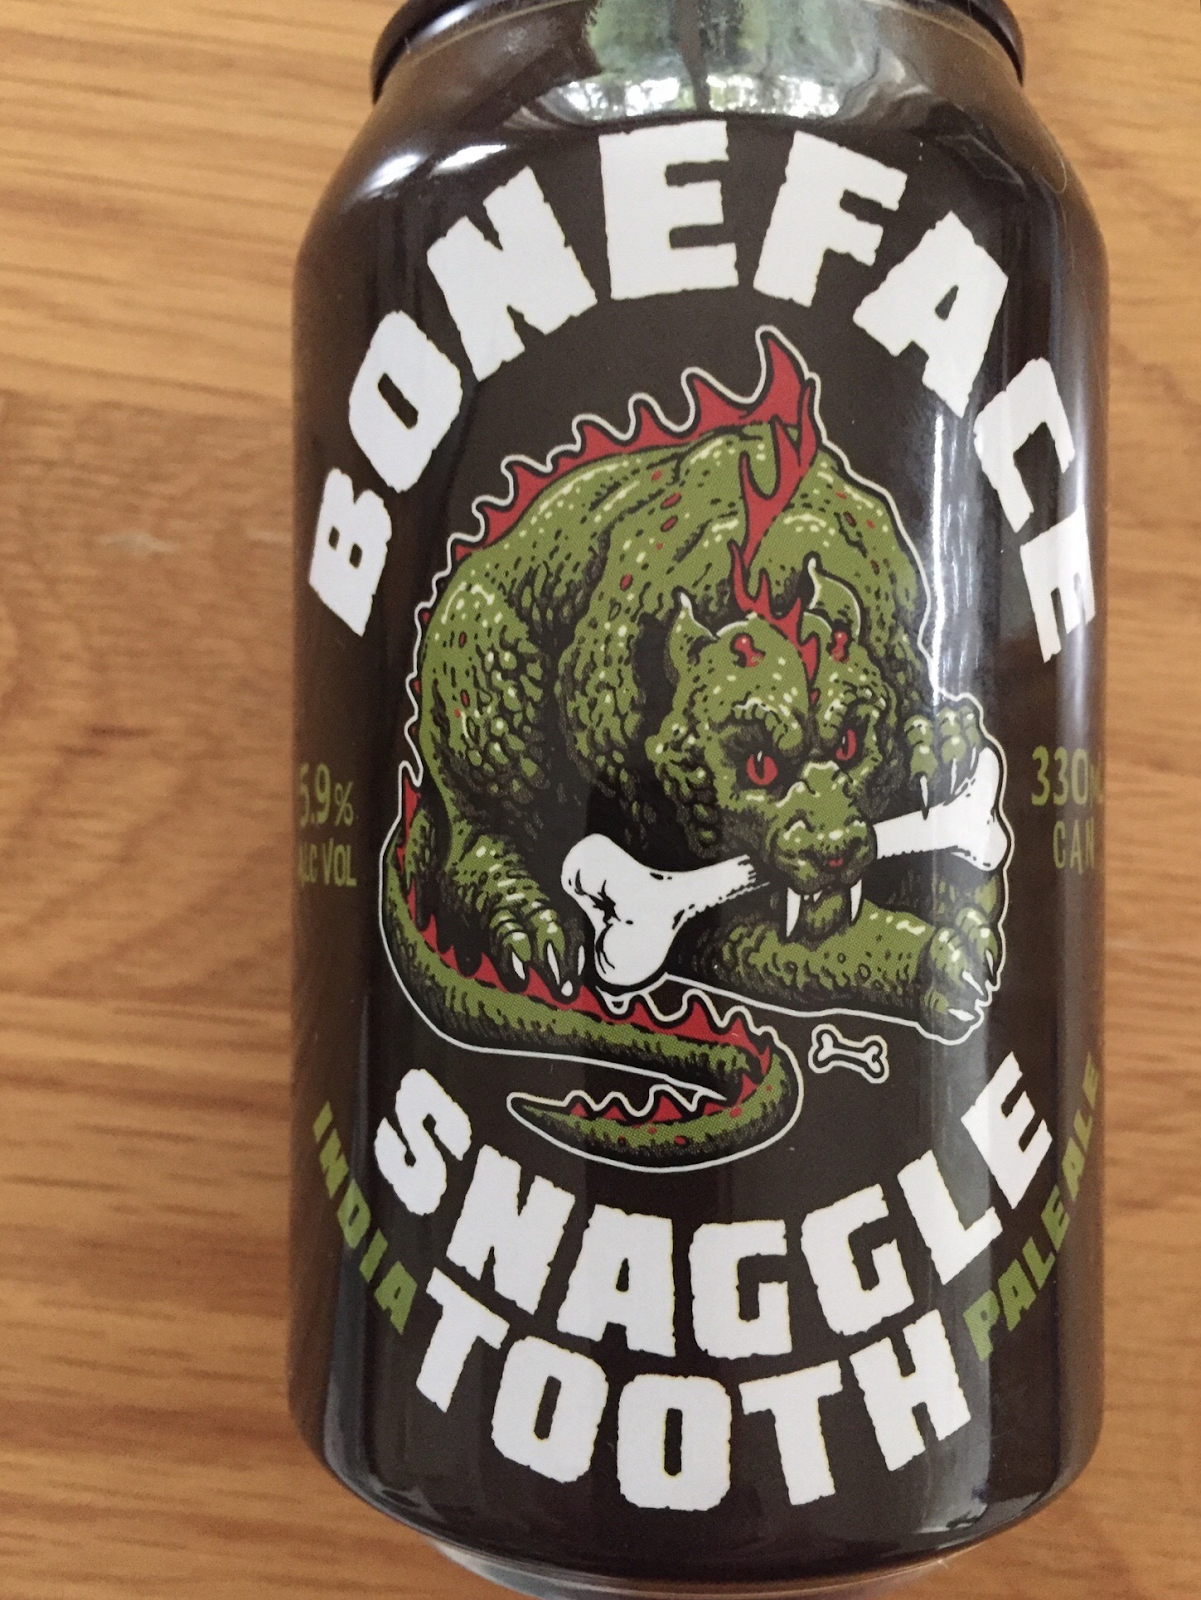 BONEFACE
5.9%
ALC VOL
330ML
CAN
SNAGGLE
TOOTH
INDIA
PALE ALE